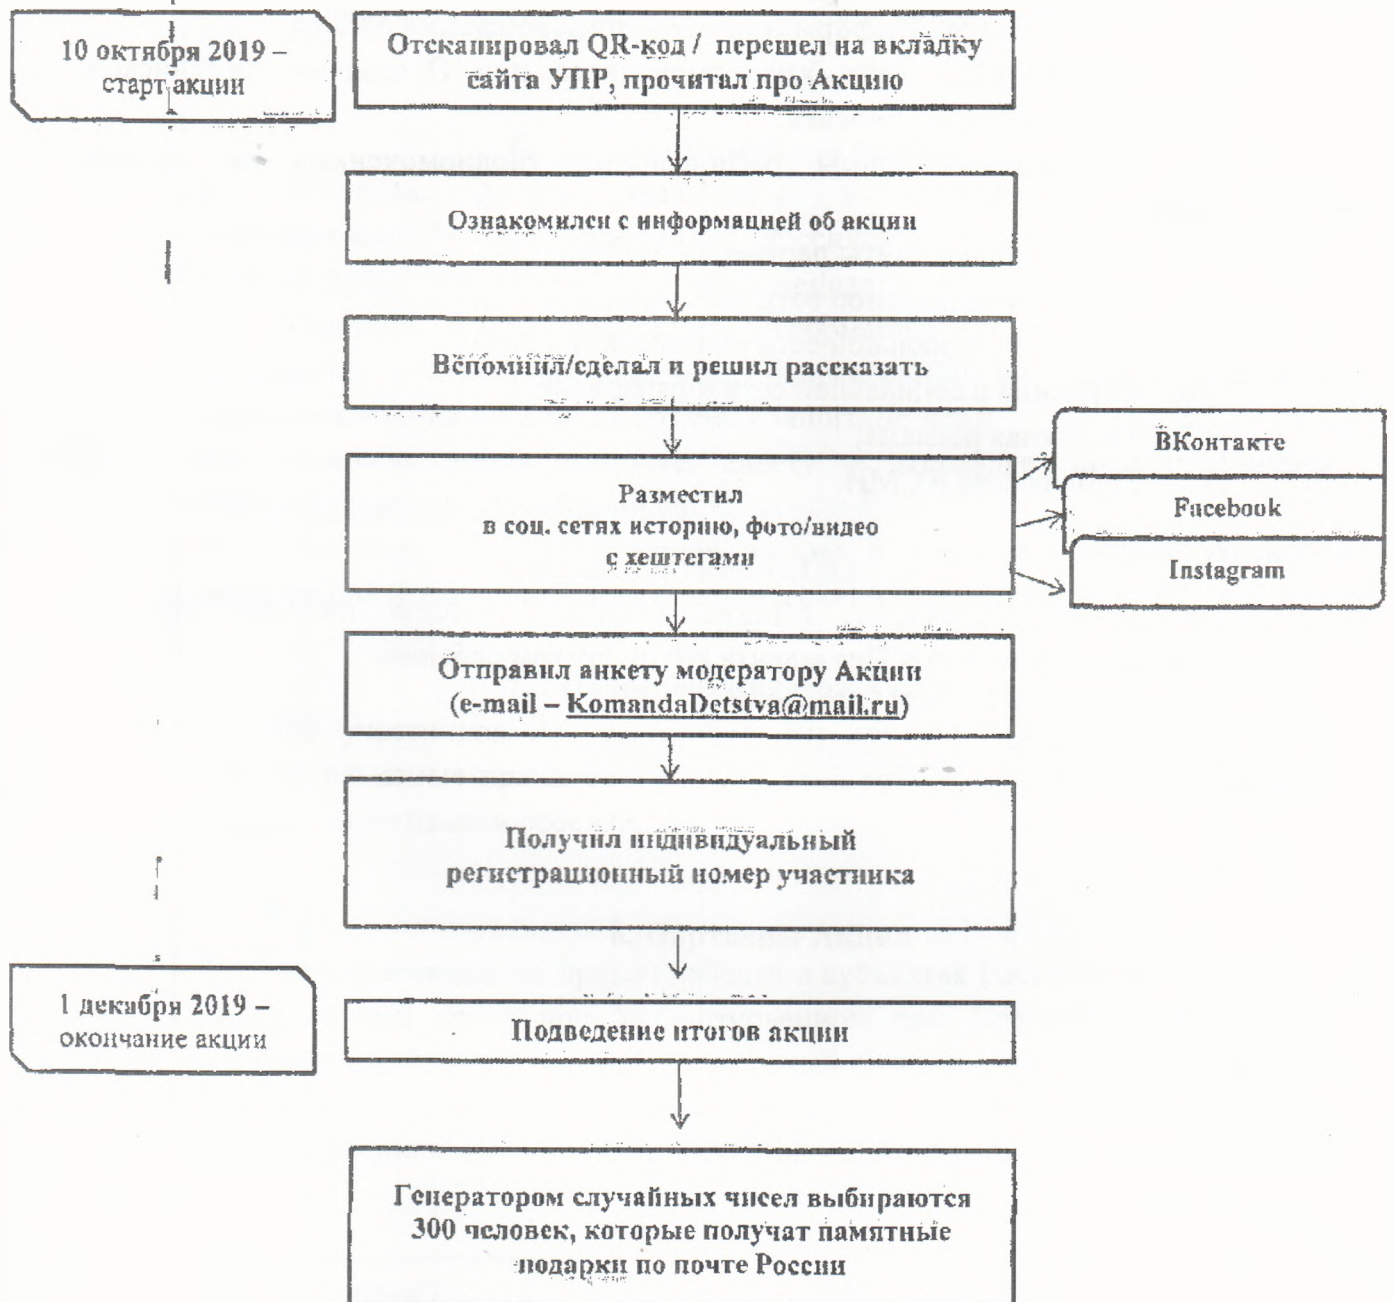 10 октября 2019 –
старт акции
Отсканировал QR-код / перешел на вкладку
сайта УПР, прочитал про Акцию
Ознакомился с информацией об акции
Вспомнил/сделал и решил рассказать
Разместил
в соц. сетях историю, фото/видео
с хештегами
ВКонтакте
Facebook
Instagram
Отправил анкету модератору Акции
(e-mail – KomandaDetstva@mail.ru)
Получил индивидуальный
регистрационный номер участника
1 декабря 2019 –
окончание акции
Подведение итогов акции
Генератором случайных чисел выбираются
300 человек, которые получат памятные
подарки по почте России